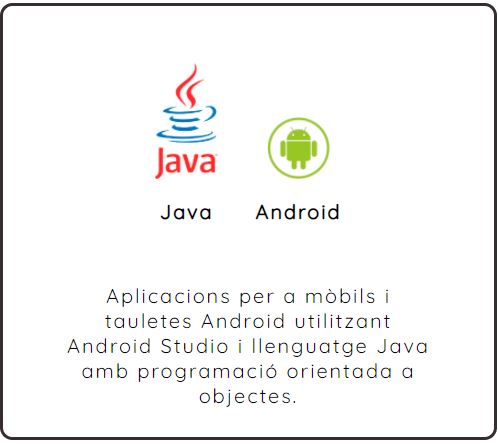 Java
Java Android
Aplicacions per a mòbils i
tauletes Android utilitzant
Android Studio i llenguatge Java
amb programació orientada a
objectes.